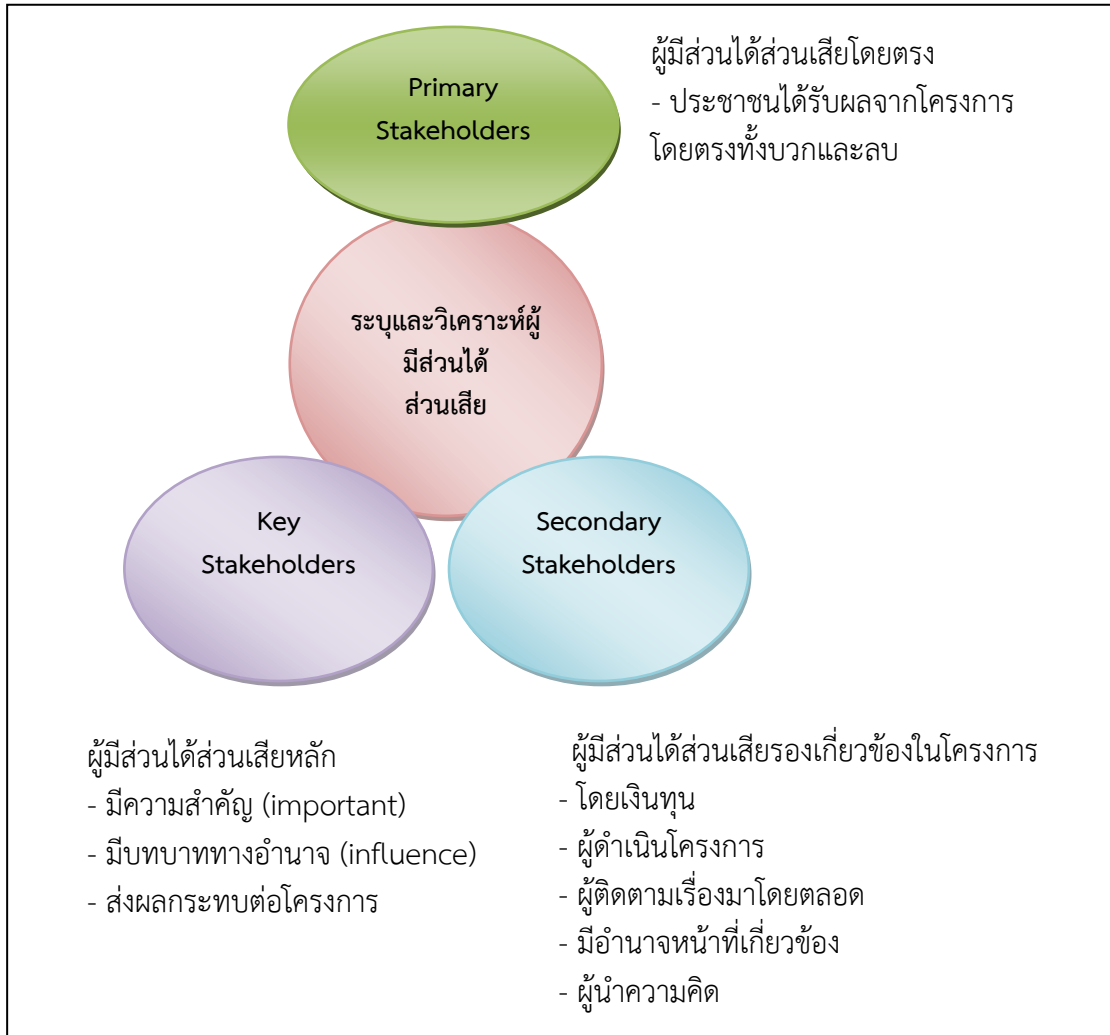 Primary
Stakeholders
ผู้มีส่วนได้ส่วนเสียโดยตรง
- ประชาชนได้รับผลจากโครงการ
โดยตรงทั้งบวกและลบ
ระบุและวิเคราะห์ผู้
มีส่วนได้
ส่วนเสีย
Key
Stakeholders
Secondary
Stakeholders
ผู้มีส่วนได้ส่วนเสียหลัก
- มีความสำคัญ (important)
- มีบทบาททางอำนาจ (influence)
- ส่งผลกระทบต่อโครงการ
ผู้มีส่วนได้ส่วนเสียรองเกี่ยวข้องในโครงการ
- โดยเงินทุน
- ผู้ดำเนินโครงการ
- ผู้ติดตามเรื่องมาโดยตลอด
- มีอำนาจหน้าที่เกี่ยวข้อง
- ผู้นำความคิด